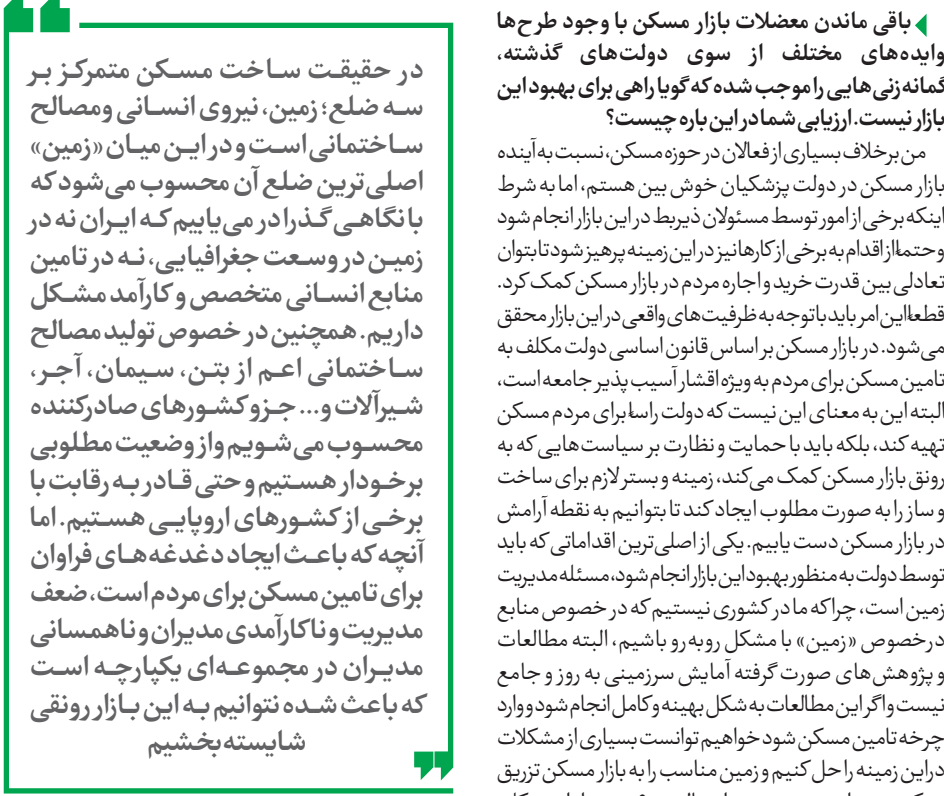 باقی ماندن معضلات بازار مسکن با وجود طرح‌ها
وایده‌های مختلف از سوی دولت‌های گذشته،
گمانه‌زنی‌هایی را موجب شده که گویا راهی برای بهبود این
بازار نیست. ارزیابی شما در این باره چیست؟
من برخلاف بسیاری از فعالان در حوزه مسکن، نسبت به آینده
بازار مسکن در دولت پزشکیان خوش بین هستم، اما به شرط
اینکه برخی از امور توسط مسئولان ذیربط در این بازار انجام شود
و حتماً از اقدام به برخی از کارها نیز در این زمینه پرهیز شود تا بتوان
تعادلی بین قدرت خرید و اجاره مردم در بازار مسکن کمک کرد.
قطعاً این امر باید با توجه به ظرفیت‌های واقعی در این بازار محقق
می‌شود. در بازار مسکن بر اساس قانون اساسی دولت مکلف به
تامین مسکن برای مردم به ویژه اقشار آسیب پذیر جامعه است،
البته این به معنای این نیست که دولت راساً برای مردم مسکن
تهیه کند، بلکه باید با حمایت و نظارت بر سیاست‌هایی که به
رونق بازار مسکن کمک می‌کند، زمینه و بستر لازم برای ساخت
و ساز را به صورت مطلوب ایجاد کند تا بتوانیم به نقطه آرامش
در بازار مسکن دست یابیم. یکی از اصلی‌ترین اقداماتی که باید
توسط دولت به منظور بهبود این بازار انجام شود، مسئله مدیریت
زمین است، چراکه ما در کشوری نیستیم که در خصوص منابع
درخصوص «زمین» با مشکل روبه رو باشیم، البته مطالعات
و پژوهش‌های صورت گرفته آمایش سرزمینی به روز و جامع
نیست واگر این مطالعات به شکل بهینه و کامل انجام شود و وارد
چرخه تامین مسکن شود خواهیم توانست بسیاری از مشکلات
دراین زمینه را حل کنیم و زمین مناسب را به بازار مسکن تزریق
در حقیقت ساخت مسکن متمرکز بر
سه ضلع؛ زمین، نیروی انسانی ومصالح
ساختمانی است و در این میان «زمین»
اصلی‌ترین ضلع آن محسوب می‌شود که
با نگاهی گذرا در می‌یابیم که ایران نه در
زمین در وسعت جغرافیایی، نه در تامین
منابع انسانی متخصص و کارآمد مشکل
داریم. همچنین در خصوص تولید مصالح
ساختمانی اعم از بتن، سیمان، آجر،
شیرآلات و... جزو کشورهای صادرکننده
محسوب می‌شویم واز وضعیت مطلوبی
برخودار هستیم و حتی قادر به رقابت با
برخی از کشورهای اروپایی هستیم. اما
آنچه که باعث ایجاد دغدغه‌های فراوان
برای تامین مسکن برای مردم است، ضعف
مدیریت و ناکارآمدی مدیران و ناهمسانی
مدیران در مجموعه‌ای یکپارچه است
که باعث شده نتوانیم به این بازار رونقی
شایسته بخشیم